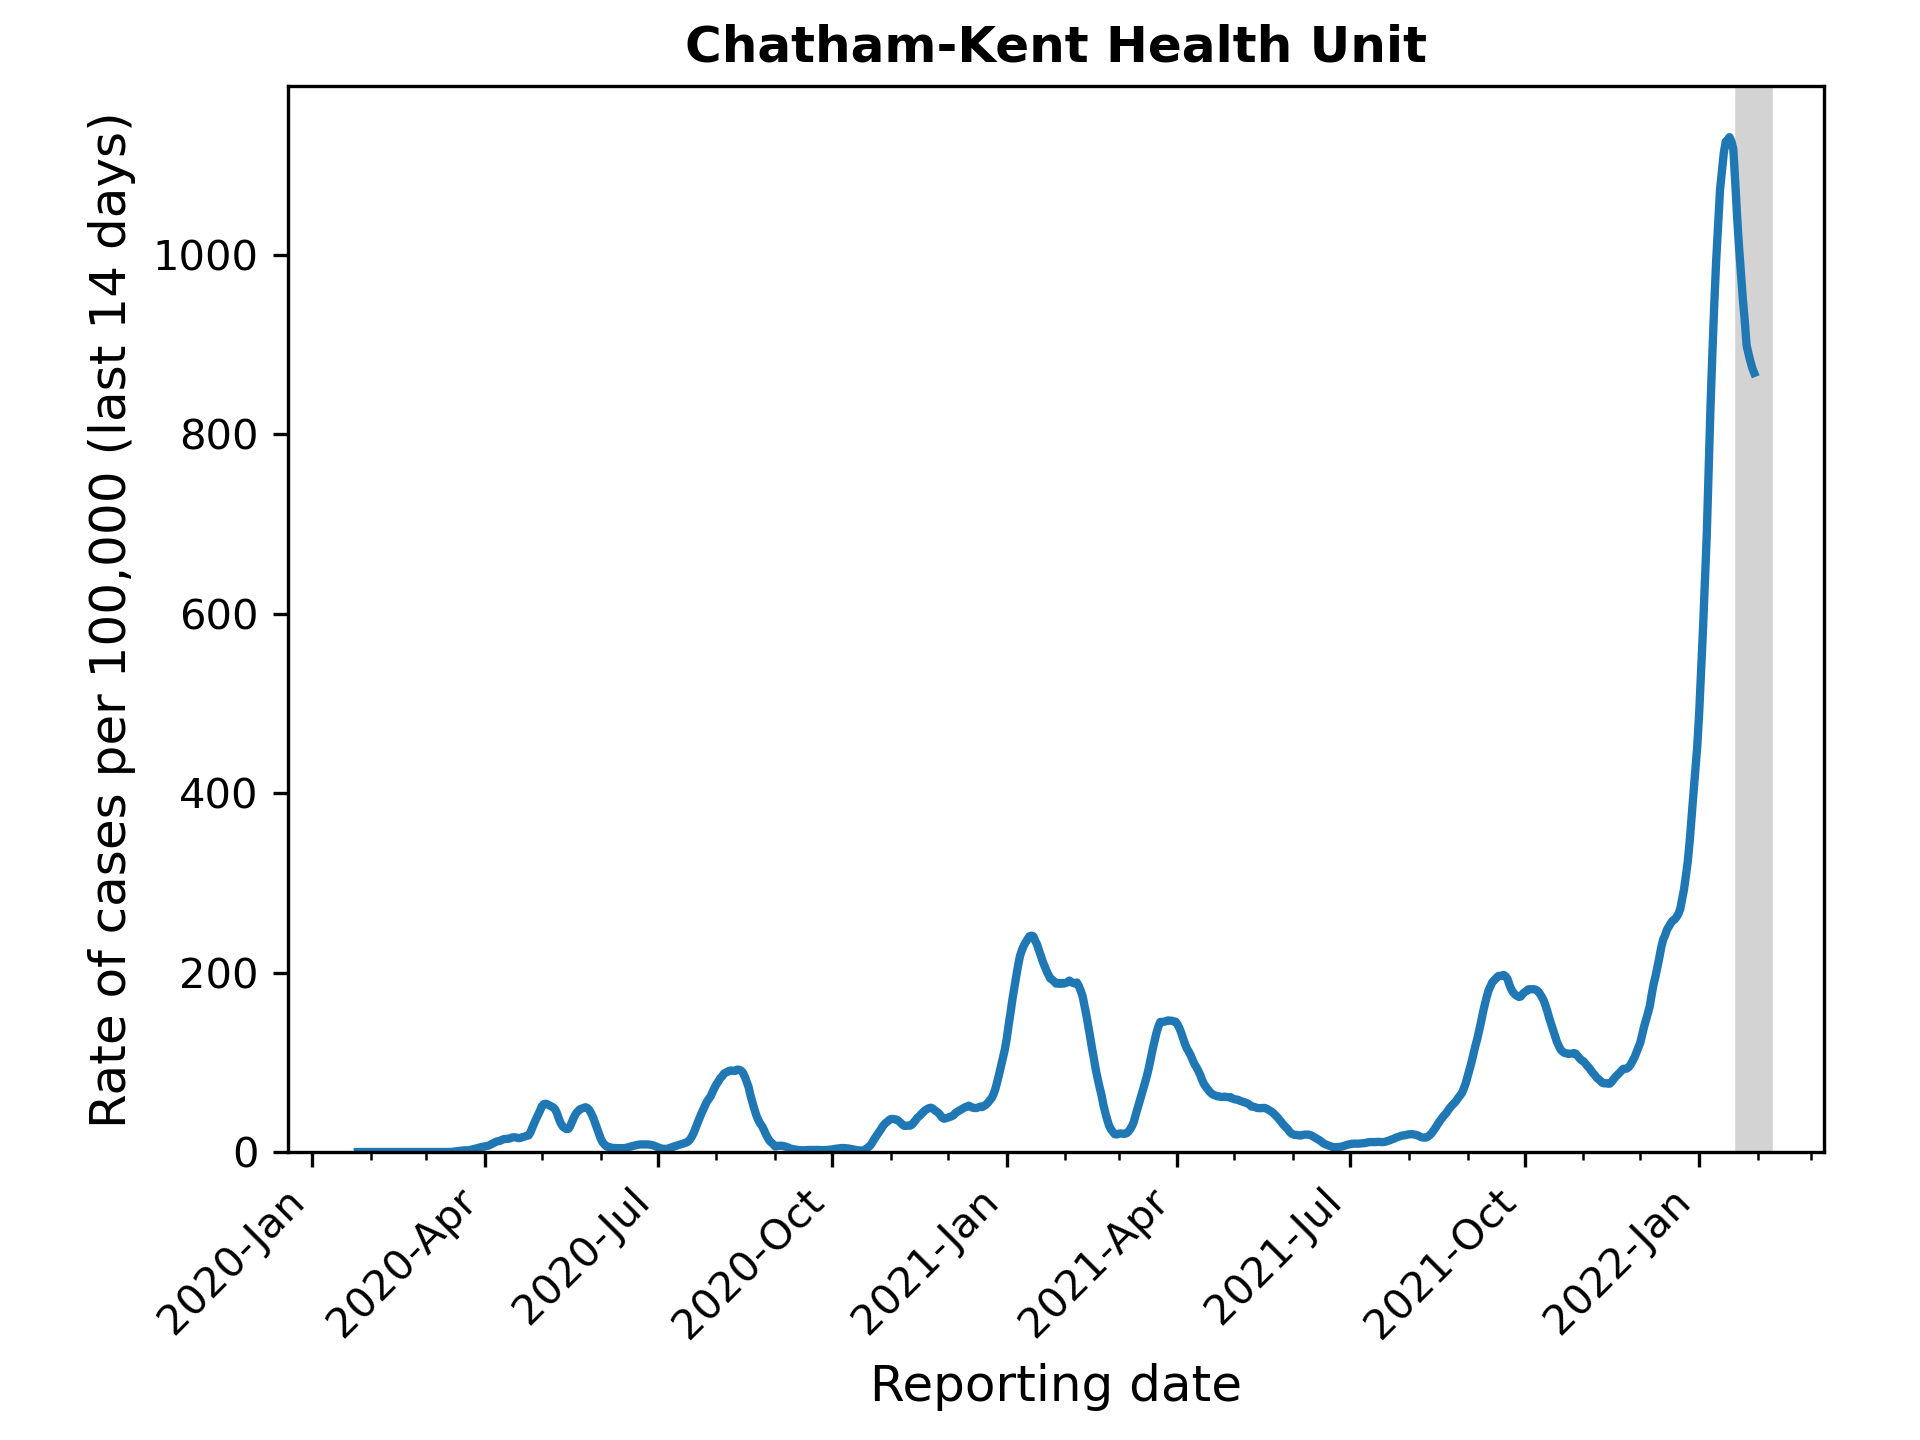 Chatham-Kent Health Unit
Rate of cases per 100,000 (last 14 days)
1000
800
600
400
200
0
2020-Jan
2020-Apr
2020-Jul
2020-Oct
2021-Jan
2021-Apr
2021-Jul
2021-Oct
2022-Jan
Reporting date